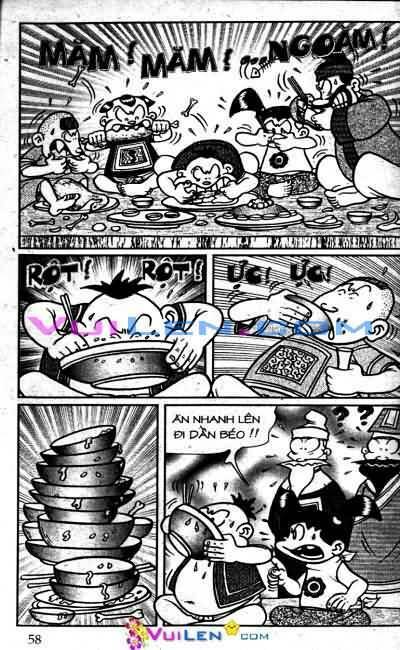 MĂM! MĂM! NGOẠM!
RỘT! RỘT!
ỰC! ỰC!
VUILEN.COM
ĂN NHANH LÊN
ĐI DẦN BÉO!!
? ?
58
VUILEN.COM